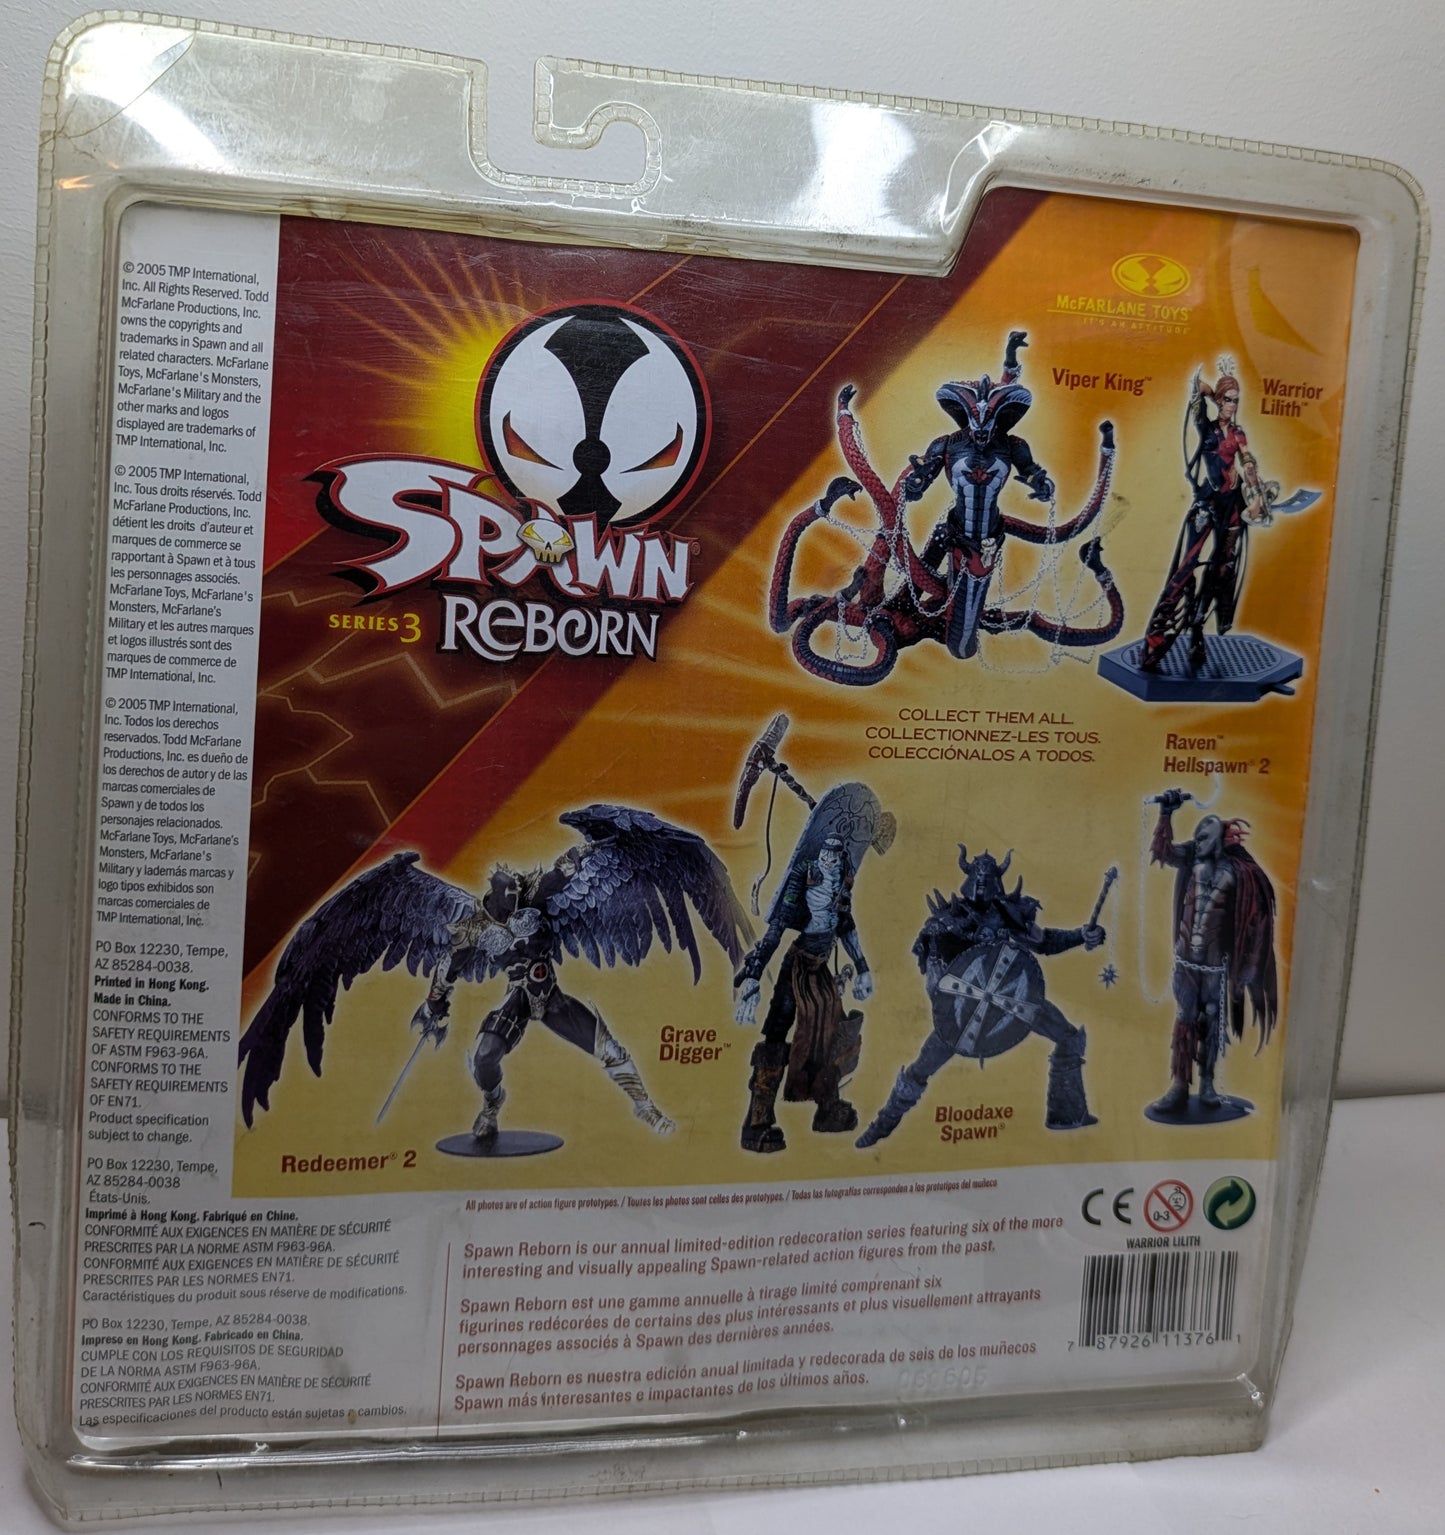 © 2005 TMP International,
Inc. All Rights Reserved. Todd
McFarlane Productions, Inc.
owns the copyrights and
trademarks in Spawn and all
related characters. McFarlane
Toys, McFarlane's Monsters,
McFarlane's Military and the
other marks and logos
displayed are trademarks of
TMP International, Inc.
© 2005 TMP International,
Inc. Tous droits réservés. Todd
McFarlane Productions, Inc.
détient les droits d'auteur et
marques de commerce se
rapportant à Spawn et à tous
les personnages associés.
McFarlane Toys, McFarlane's
Monsters, McFarlane's
Military et les autres marques
et logos illustrés sont des
marques de commerce de
TMP International, Inc.
© 2005 TMP International,
Inc. Todos los derechos
reservados. Todd McFarlane
Productions, Inc. es dueño de
los derechos de autor y de las
marcas comerciales de
Spawn y de todos los
personajes relacionados.
McFarlane Toys, McFarlane's
Monsters, McFarlane's
Military y lademás marcas y
logo tipos exhibidos son
marcas comerciales de
TMP International, Inc.
PO Box 12230, Tempe,
AZ 85284-0038.
Printed in Hong Kong.
Made in China.
CONFORMS TO THE
SAFETY REQUIREMENTS
OF ASTM F963-96A.
CONFORMS TO THE
SAFETY REQUIREMENTS
OF EN71.
Product specification
subject to change.
PO Box 12230, Tempe,
AZ 85284-0038
États-Unis.
Imprimé à Hong Kong. Fabriqué en Chine.
CONFORMITÉ AUX EXIGENCES EN MATIÈRE DE SÉCURITÉ
PRESCRITES PAR LA NORME ASTM F963-96A.
CONFORMITÉ AUX EXIGENCES EN MATIÈRE DE SÉCURITÉ
PRESCRITES PAR LES NORMES EN71.
Caractéristiques du produit sous réserve de modifications.
PO Box 12230, Tempe, AZ 85284-0038.
Impreso en Hong Kong. Fabricado en China.
CUMPLE CON LOS REQUISITOS DE SEGURIDAD
DE LA NORMA ASTM F963-96A.
CONFORMITÉ AUX EXIGENCES EN MATIÈRE DE SÉCURITÉ
PRESCRITES PAR LES NORMES EN71.
Las especificaciones del producto están sujetas a cambios.
SPAWN®
SERIES 3 REBORN
McFARLANE TOYS®
IT'S AN ATTITUDE
Viper King™
Warrior
Lilith™
COLLECT THEM ALL.
COLLECTIONNEZ-LES TOUS.
COLECCIÓNALOS A TODOS.
Raven™
Hellspawn® 2
Grave
Digger™
Bloodaxe
Spawn®
Redeemer® 2
All photos are of action figure prototypes. / Toutes les photos sont celles des prototypes. / Todas las fotografías corresponden a los prototipos del muñeco
Spawn Reborn is our annual limited-edition redecoration series featuring six of the more
interesting and visually appealing Spawn-related action figures from the past.
Spawn Reborn est une gamme annuelle à tirage limité comprenant six
figurines redécorées de certains des plus intéressants et plus visuellement attrayants
personnages associés à Spawn des dernières années.
Spawn Reborn es nuestra edición anual limitada y redecorada de seis de los muñecos
Spawn más interesantes e impactantes de los últimos años.
CE
0-3
WARRIOR LILITH
7 87926 11376 1